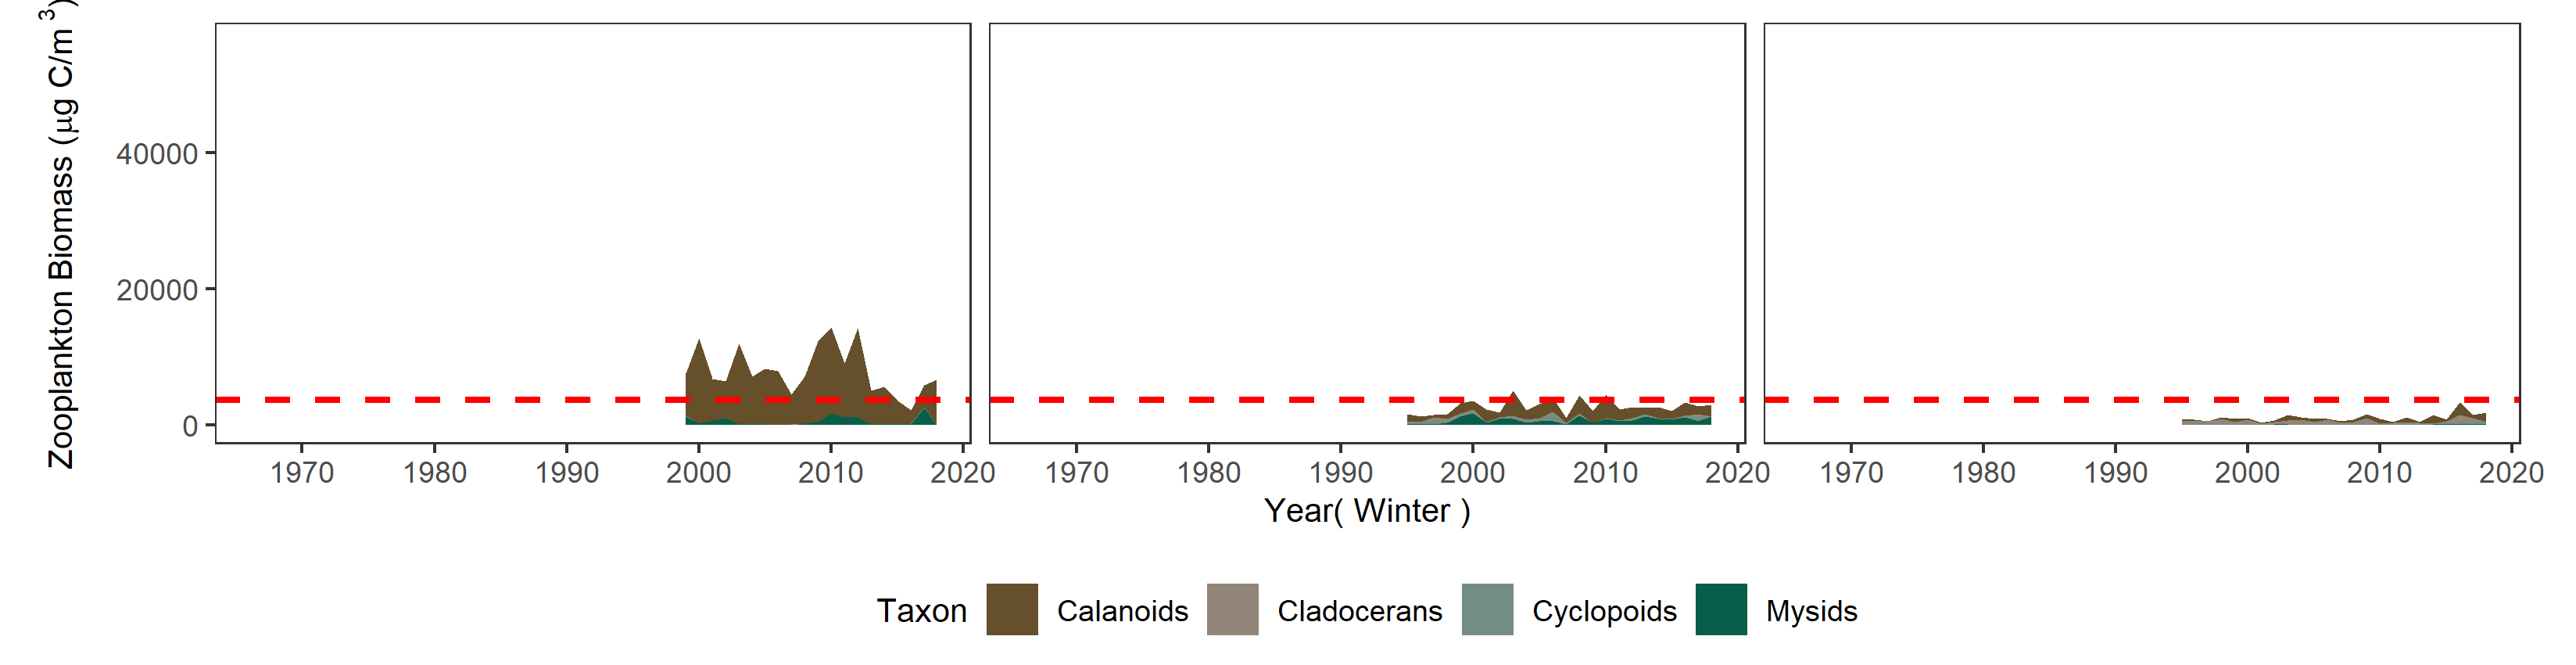 Zooplankton Biomass (μg C/m 3)
40000
20000
0
1970 1980 1990 2000 2010 2020 1970 1980 1990 2000 2010 2020 1970 1980 1990 2000 2010 2020
Year( Winter )
Taxon Calanoids Cladocerans Cyclopoids Mysids